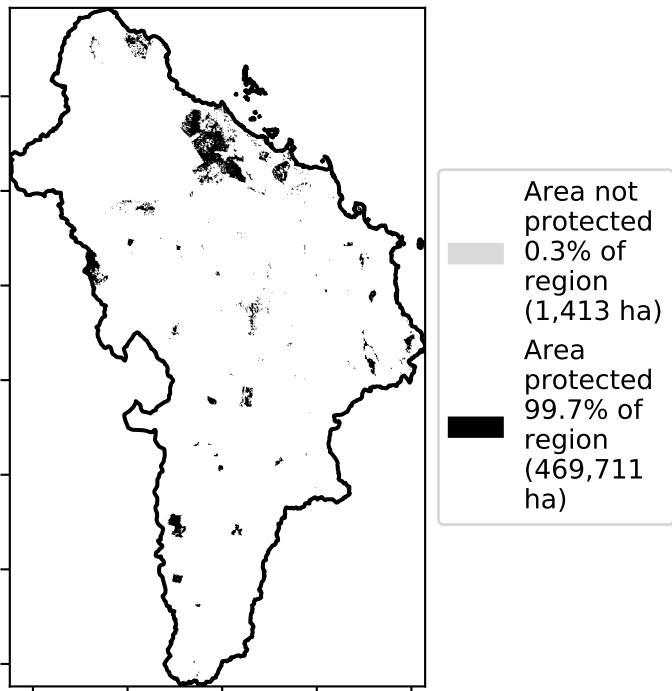 Area not
protected
0.3% of
region
(1,413 ha)
Area
protected
99.7% of
region
(469,711
ha)